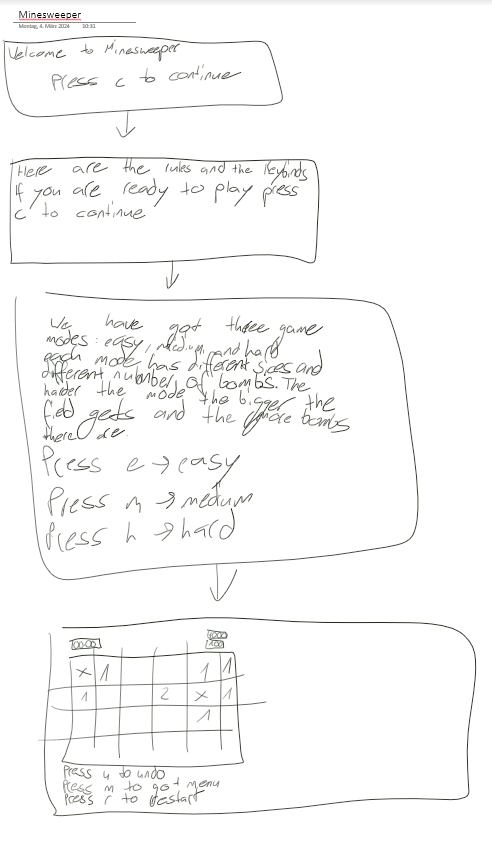 Minesweeper
Montag, 4. März 2024 10:31
Welcome to Minesweeper
Press c to continue
Here are the rules and the Keybinds
If you are ready to play press
c to continue
We have got three game
modes: easy, medium, and hard
each mode has different sices and
different number of bombs. The
harder the mode the bigger the
field gets and the more bombs
there are.
Press e → easy
Press m → medium
Press h → hard
00:00
x 1 1 1
1 2 x 1
1
Press u to undo
Press m to got menu
Press r to restart